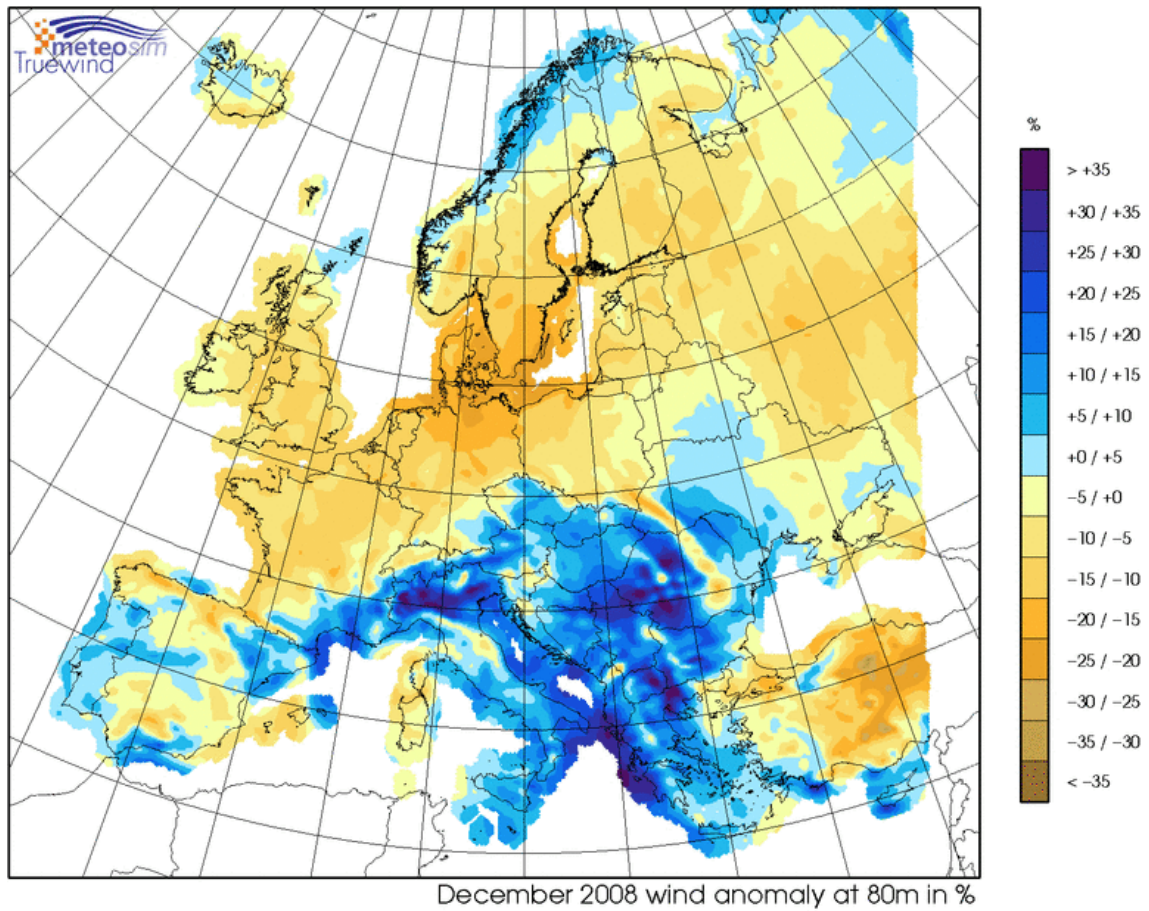 meteosim
Truewind
%
> +35
+30 / +35
+25 / +30
+20 / +25
+15 / +20
+10 / +15
+5 / +10
+0 / +5
−5 / +0
−10 / −5
−15 / −10
−20 / −15
−25 / −20
−30 / −25
−35 / −30
< −35
December 2008 wind anomaly at 80m in %